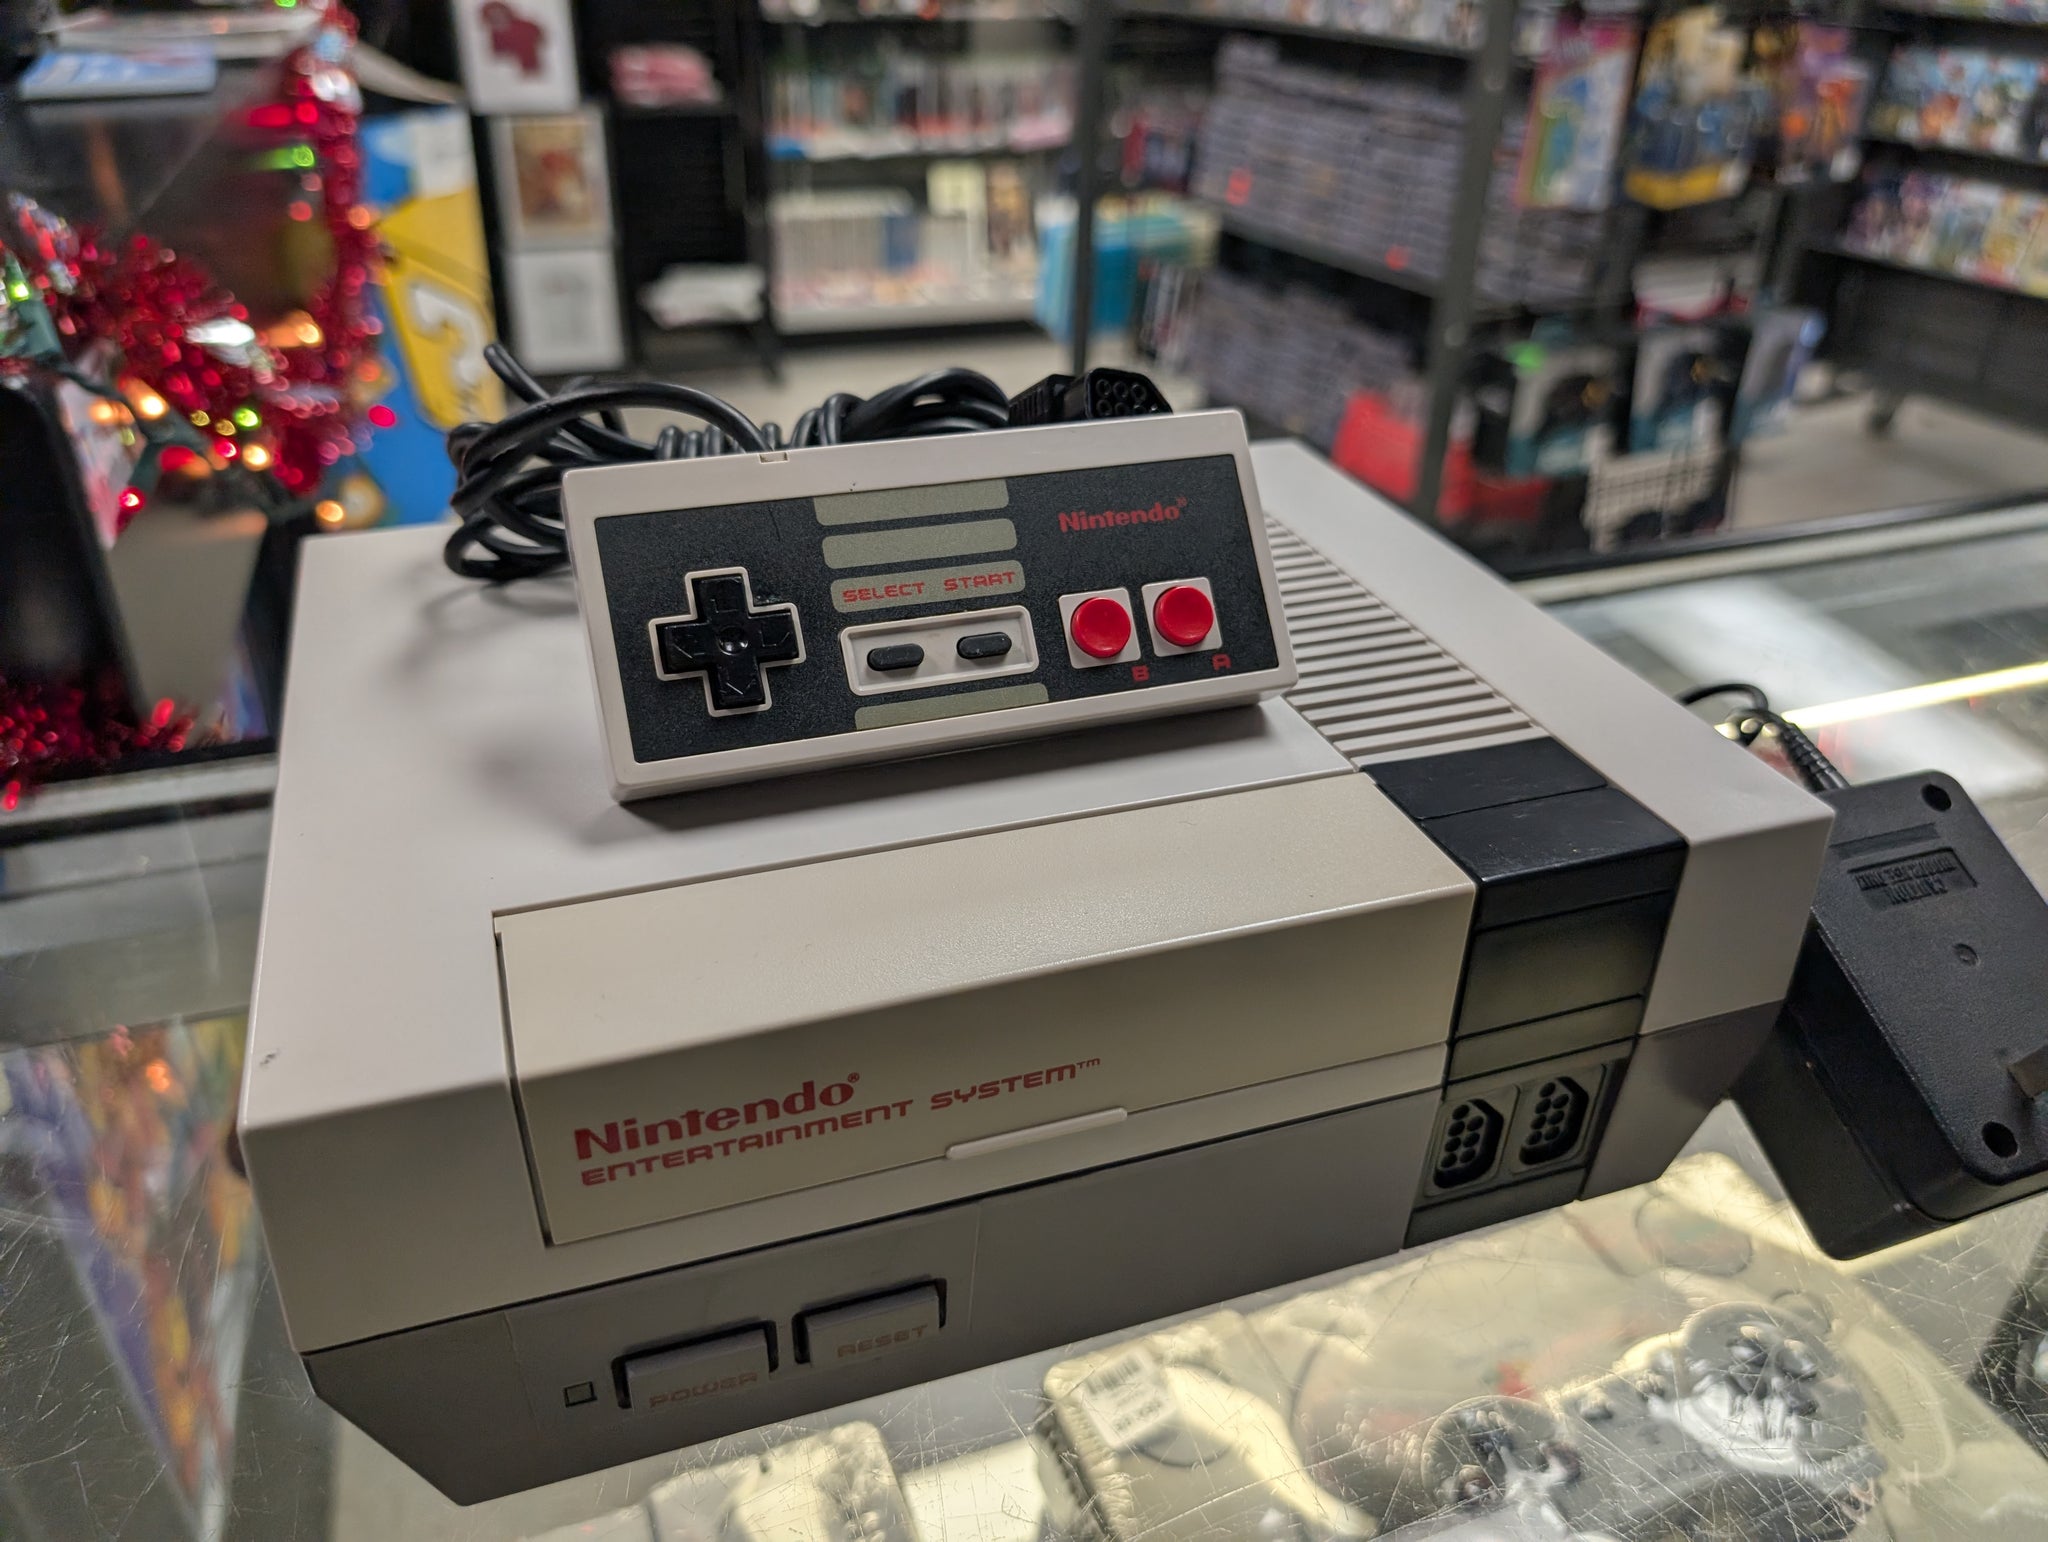 Nintendo®
SELECT START
B A
Nintendo®
ENTERTAINMENT SYSTEM™
POWER
RESET